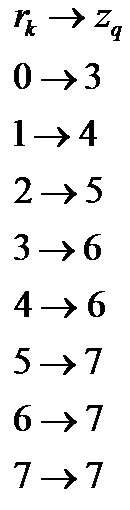 r_k → z_q
0 → 3
1 → 4
2 → 5
3 → 6
4 → 6
5 → 7
6 → 7
7 → 7